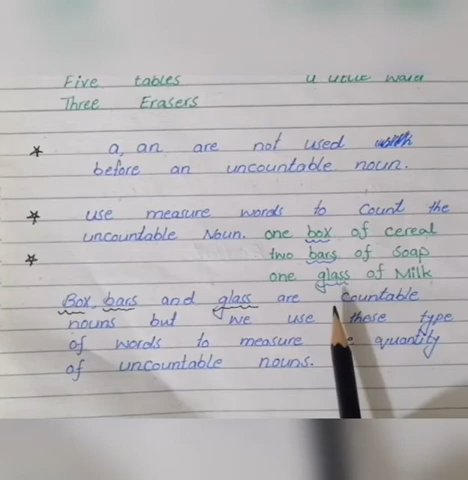 Five tables
Three Erasers
a, an are not used
before an uncountable noun.
use measure words to count the
uncountable Noun. one box of cereal
two bars of Soap
one glass of Milk
Box, bars and glass are countable
nouns but we use these type
of words to measure quantity
of uncountable nouns.